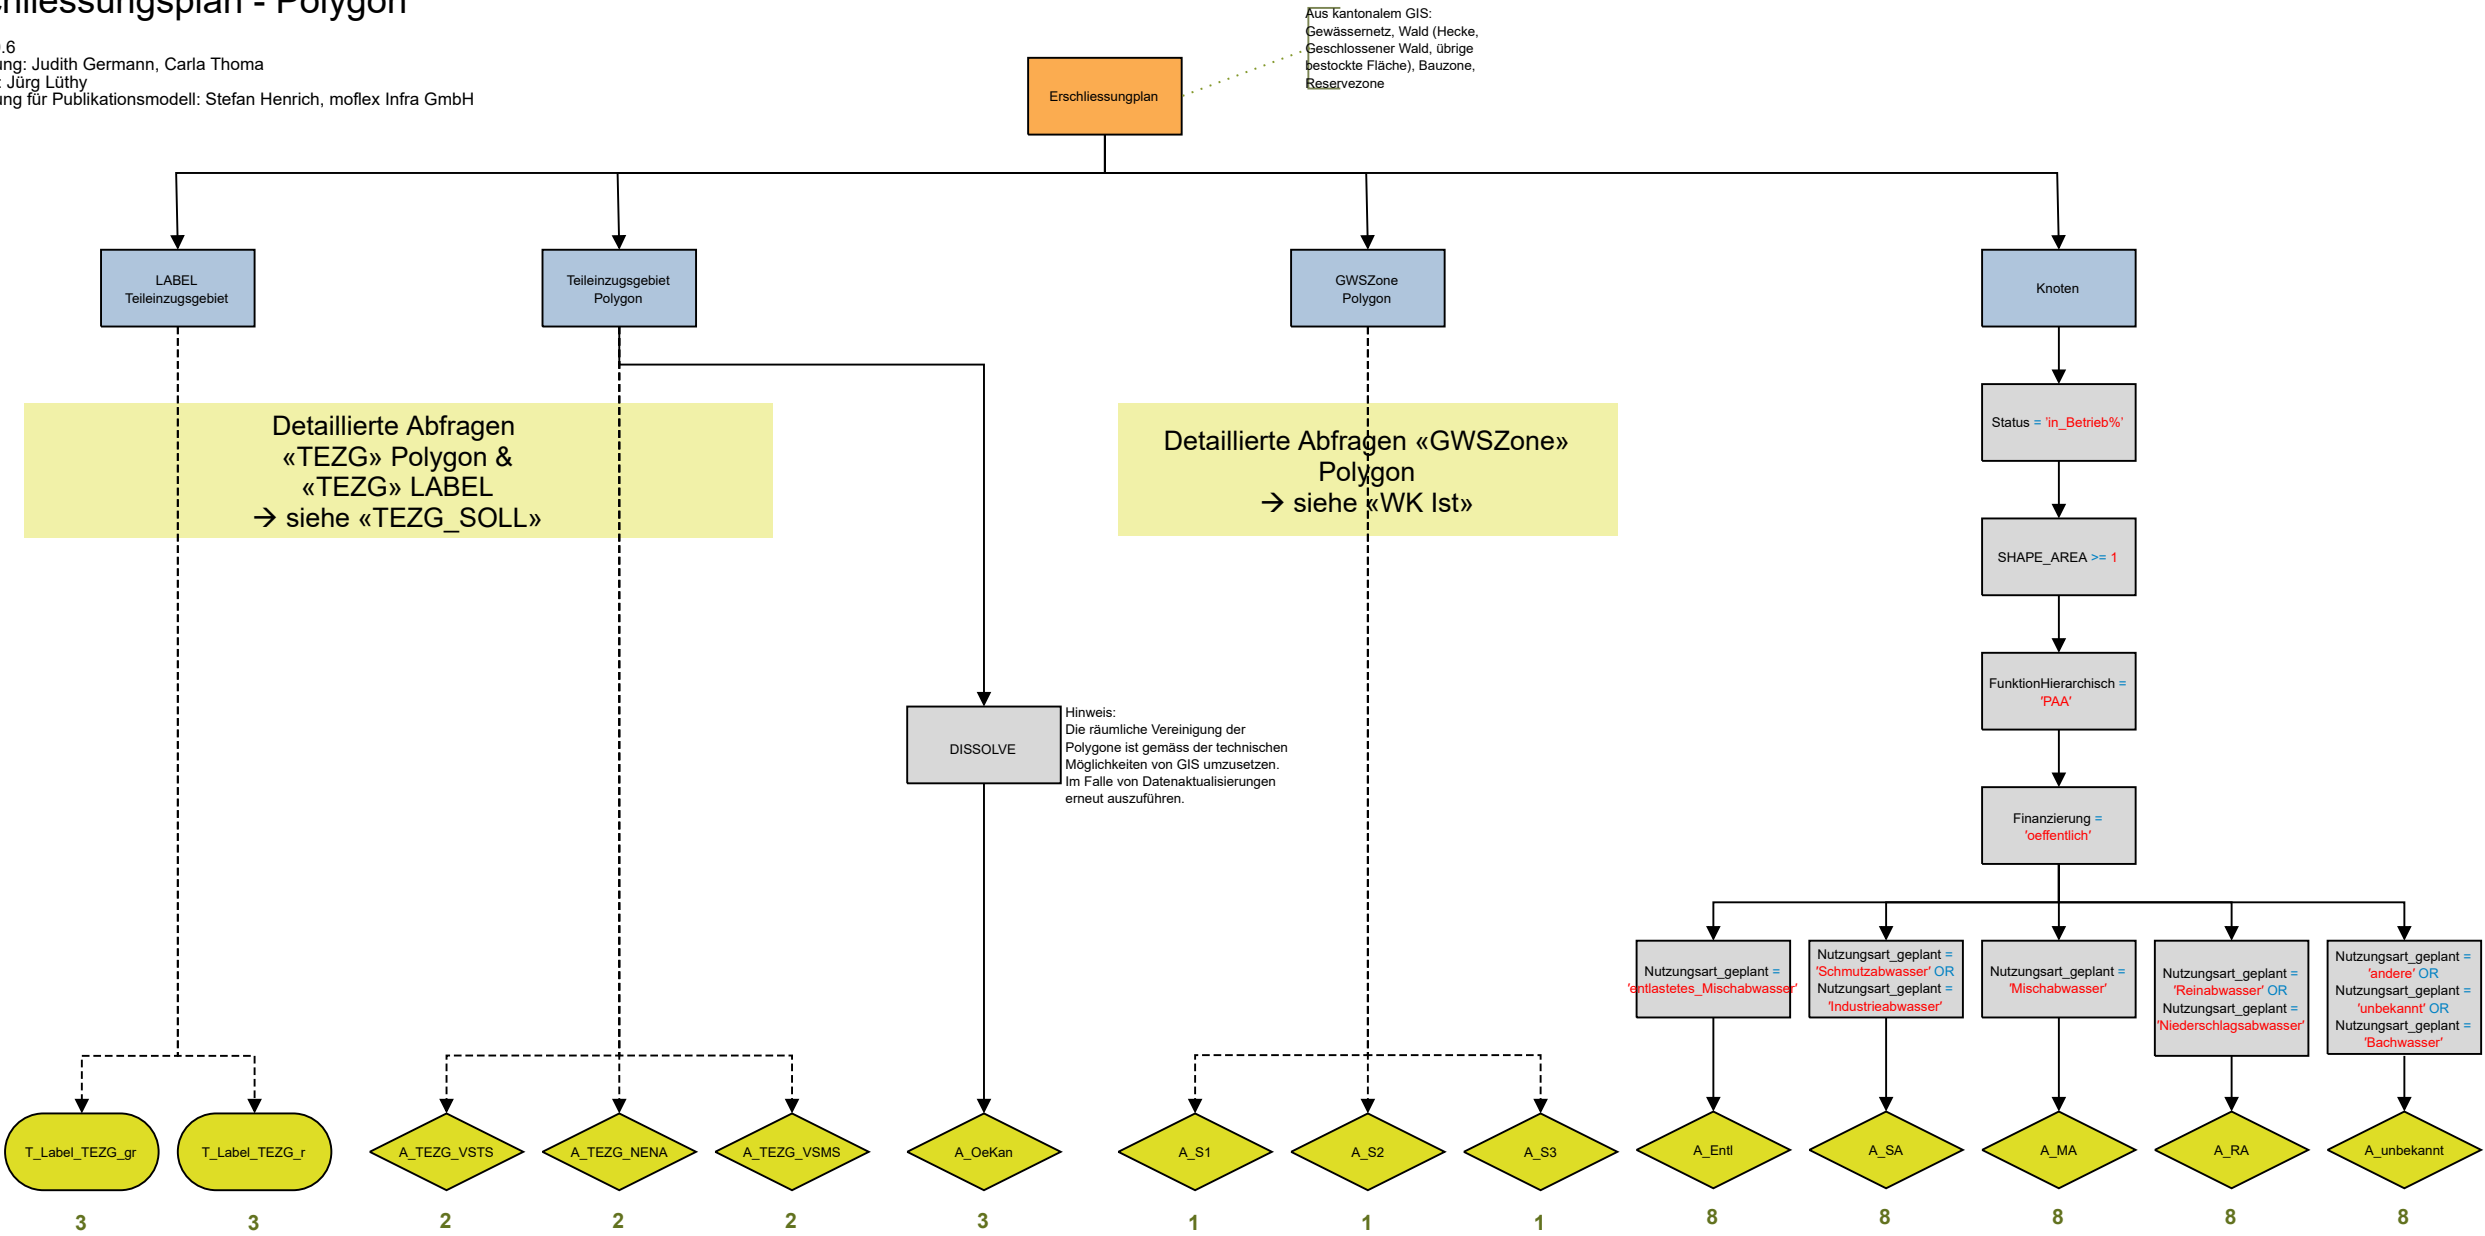 chliessungsplan - Polygon
.6
ung: Judith Germann, Carla Thoma
: Jürg Lüthy
ung für Publikationsmodell: Stefan Henrich, moflex Infra GmbH
Aus kantonalem GIS:
Gewässernetz, Wald (Hecke,
Geschlossener Wald, übrige
bestockte Fläche), Bauzone,
Reservezone
Erschliessungplan
LABEL
Teileinzugsgebiet
Teileinzugsgebiet
Polygon
GWSZone
Polygon
Knoten
Detaillierte Abfragen
«TEZG» Polygon &
«TEZG» LABEL
→ siehe «TEZG_SOLL»
Detaillierte Abfragen «GWSZone»
Polygon
→ siehe «WK Ist»
Status = 'in_Betrieb%'
SHAPE_AREA >= 1
FunktionHierarchisch =
'PAA'
DISSOLVE
Hinweis:
Die räumliche Vereinigung der
Polygone ist gemäss der technischen
Möglichkeiten von GIS umzusetzen.
Im Falle von Datenaktualisierungen
erneut auszuführen.
Finanzierung =
'oeffentlich'
Nutzungsart_geplant =
'entlastetes_Mischabwasser'
Nutzungsart_geplant =
'Schmutzabwasser' OR
Nutzungsart_geplant =
'Industrieabwasser'
Nutzungsart_geplant =
'Mischabwasser'
Nutzungsart_geplant =
'Reinabwasser' OR
Nutzungsart_geplant =
'Niederschlagsabwasser'
Nutzungsart_geplant =
'andere' OR
Nutzungsart_geplant =
'unbekannt' OR
Nutzungsart_geplant =
'Bachwasser'
T_Label_TEZG_gr
T_Label_TEZG_r
A_TEZG_VSTS
A_TEZG_NENA
A_TEZG_VSMS
A_OeKan
A_S1
A_S2
A_S3
A_Entl
A_SA
A_MA
A_RA
A_unbekannt
3
3
2
2
2
3
1
1
1
8
8
8
8
8